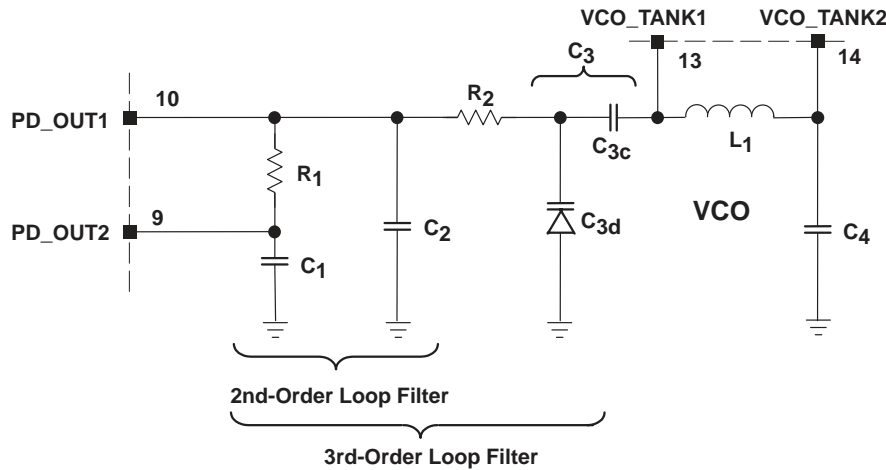 VCO_TANK1
VCO_TANK2
C3
13
14
10
R2
PD_OUT1
C3c
L1
R1
VCO
9
PD_OUT2
C2
C3d
C4
C1
2nd-Order Loop Filter
3rd-Order Loop Filter